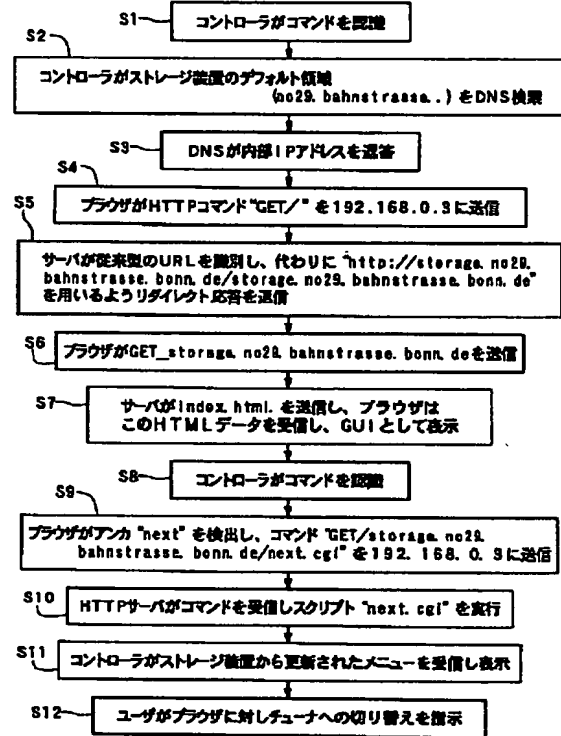 S1
コントローラがコマンドを認識
S2
コントローラがストレージ装置のデフォルト領域
(no29. bahnstrasse..) をDNS検索
S3
DNSが内部IPアドレスを返答
S4
ブラウザがHTTPコマンド"GET/" を192.168.0.3に送信
S5
サーバが従来型のURLを識別し、代わりに "http://storage. no29.
bahnstrasse. bonn. de/storage. no29. bahnstrasse. bonn. de"
を用いるようリダイレクト応答を返信
S6
ブラウザがGET_storage. no29. bahnstrasse. bonn. deを送信
S7
サーバがindex. html. を送信し、ブラウザは
このHTMLデータを受信し、GUIとして表示
S8
コントローラがコマンドを認識
S9
ブラウザがアンカ "next" を検出し、コマンド "GET/storage. no29.
bahnstrasse. bonn. de/next. cgi" を192. 168. 0. 3に送信
S10
HTTPサーバがコマンドを受信しスクリプト "next. cgi" を実行
S11
コントローラがストレージ装置から更新されたメニューを受信し表示
S12
ユーザがブラウザに対しチューナへの切り替えを指示